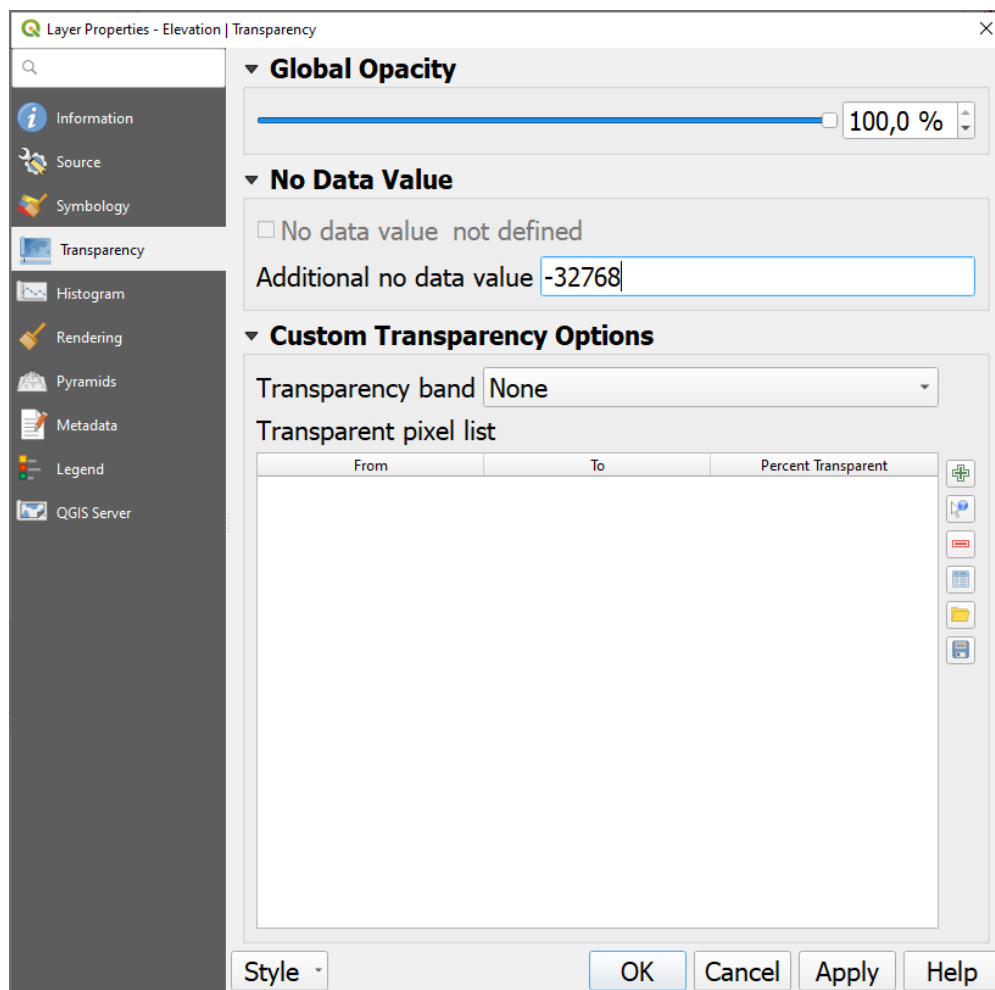 Layer Properties - Elevation | Transparency
Information
Source
Symbology
Transparency
Histogram
Rendering
Pyramids
Metadata
Legend
QGIS Server
Global Opacity
100,0 %
No Data Value
No data value not defined
Additional no data value -32768
Custom Transparency Options
Transparency band None
Transparent pixel list
From To Percent Transparent
Style OK Cancel Apply Help